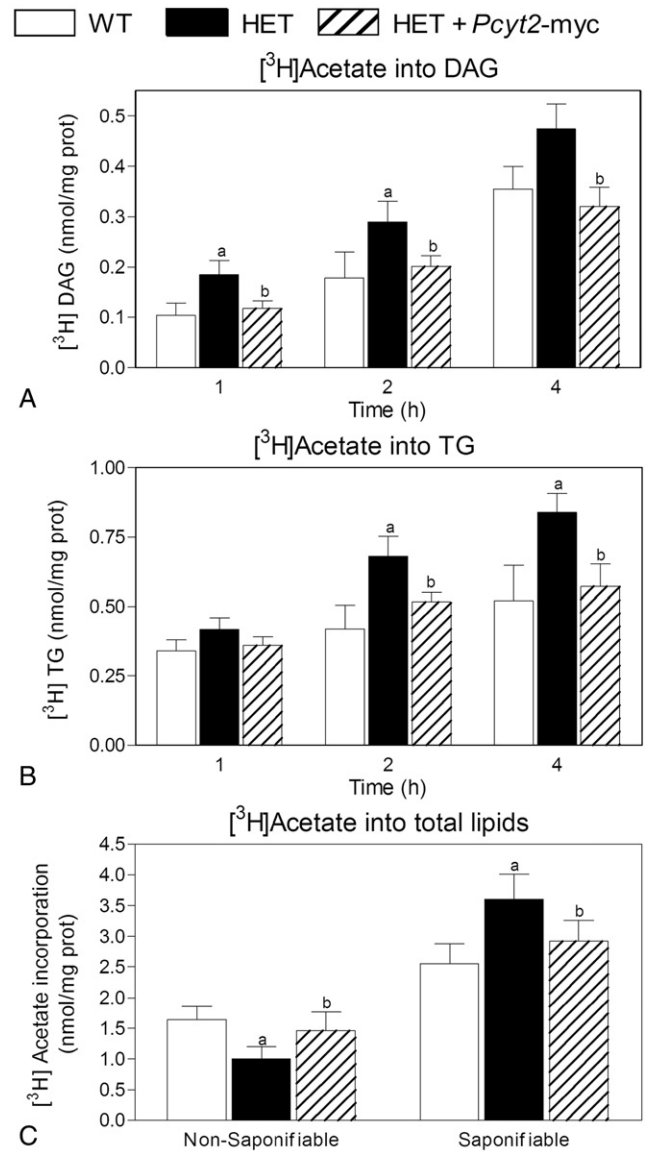 WT HET HET + Pcyt2-myc
[³H]Acetate into DAG
[³H] DAG (nmol/mg prot)
0.5
0.4
0.3
0.2
0.1
0.0
a
b
a
b
b
1 2 4
Time (h)
A
[³H]Acetate into TG
[³H] TG (nmol/mg prot)
1.00
0.75
0.50
0.25
0.00
a
b
a
b
1 2 4
Time (h)
B
[³H]Acetate into total lipids
[³H] Acetate incorporation
(nmol/mg prot)
4.5
4.0
3.5
3.0
2.5
2.0
1.5
1.0
0.5
0.0
a
b
a
b
Non-Saponifiable Saponifiable
C